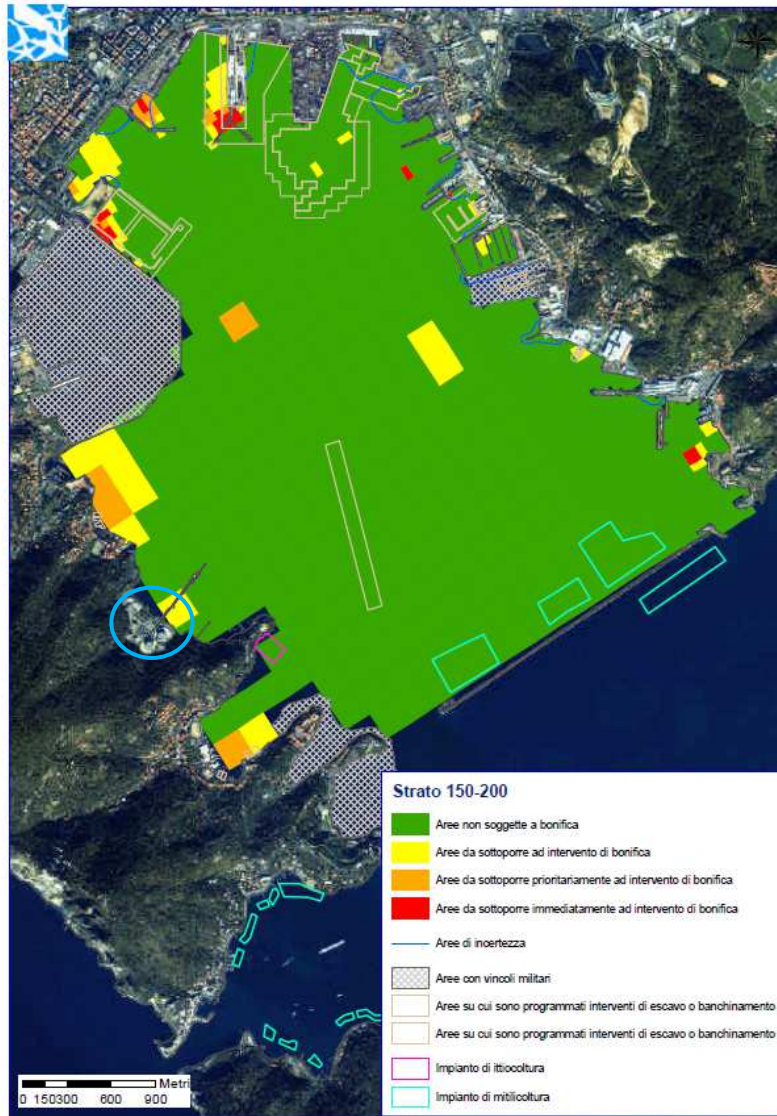 Strato 150-200
Aree non soggette a bonifica
Aree da sottoporre ad intervento di bonifica
Aree da sottoporre prioritariamente ad intervento di bonifica
Aree da sottoporre immediatamente ad intervento di bonifica
Aree di incertezza
Aree con vincoli militari
Aree su cui sono programmati interventi di escavo o banchinamento
Aree su cui sono programmati interventi di escavo o banchinamento
Impianto di ittiocoltura
Impianto di mitilicoltura
Metri
0 150300 600 900